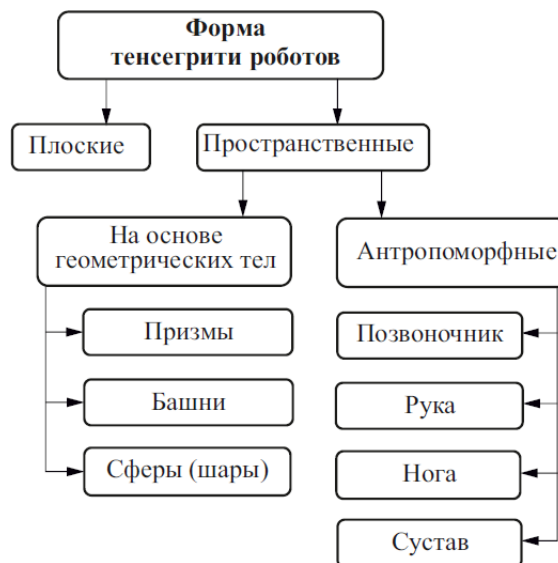 Форма
тенсегрити роботов
Плоские
Пространственные
На основе
геометрических тел
Антропоморфные
Призмы
Позвоночник
Башни
Рука
Сферы (шары)
Нога
Сустав